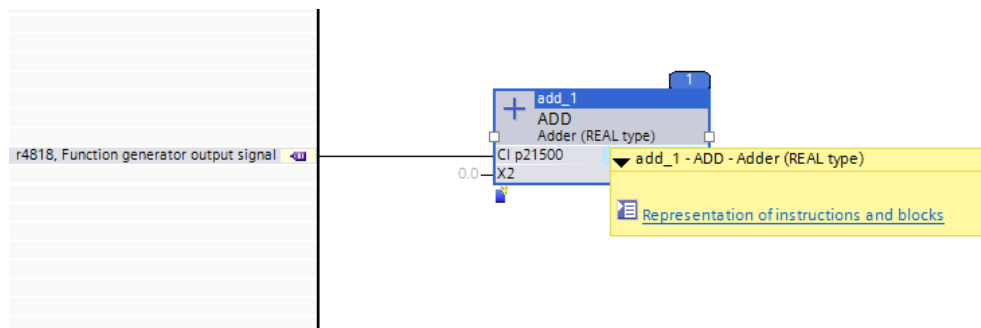 1
add_1
ADD
Adder (REAL type)
r4818, Function generator output signal
CI p21500
add_1 - ADD - Adder (REAL type)
0.0
X2
Representation of instructions and blocks